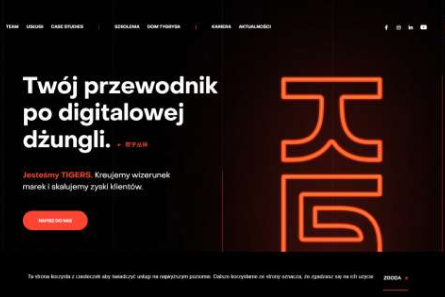 TEAM USŁUGI CASE STUDIES | SZKOLENIA DOM TYGRYSA | KARIERA AKTUALNOŚCI
Twój przewodnik
po digitalowej
dżungli.
Jesteśmy TIGERS. Kreujemy wizerunek
marek i skalujemy zyski klientów.
NAPISZ DO NAS
Ta strona korzysta z ciasteczek aby świadczyć usługi na najwyższym poziomie. Dalsze korzystanie ze strony oznacza, że zgadzasz się na ich użycie. ZGODA